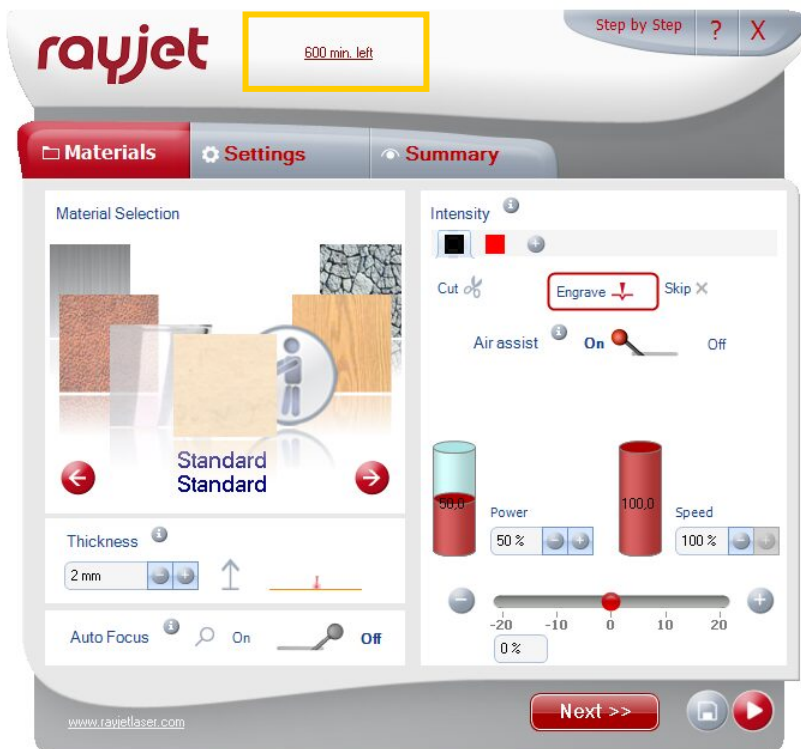 rayjet
600 min. left
Step by Step ? X
Materials
Settings
Summary
Material Selection
Standard
Standard
Thickness
2 mm
Auto Focus
On
Off
Intensity
Cut
Engrave
Skip
Air assist
On
Off
50,0
Power
50 %
100,0
Speed
100 %
-20 -10 0 10 20
0 %
www.rayjetlaser.com
Next >>